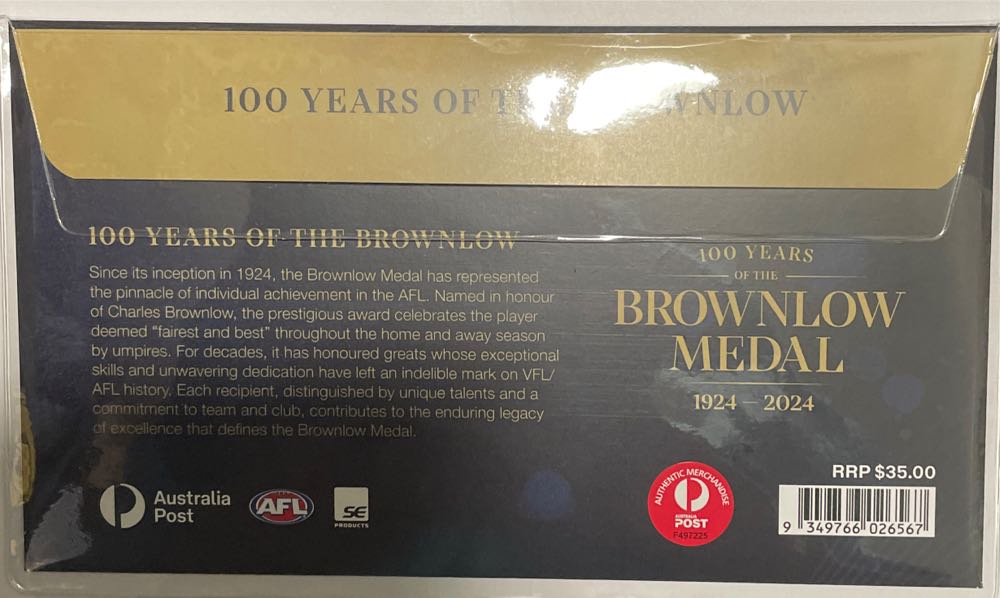 100 YEARS OF T WNLOW
100 YEARS OF THE BROWNLOW
Since its inception in 1924, the Brownlow Medal has represented
the pinnacle of individual achievement in the AFL. Named in honour
of Charles Brownlow, the prestigious award celebrates the player
deemed “fairest and best” throughout the home and away season
by umpires. For decades, it has honoured greats whose exceptional
skills and unwavering dedication have left an indelible mark on VFL/
AFL history. Each recipient, distinguished by unique talents and a
commitment to team and club, contributes to the enduring legacy
of excellence that defines the Brownlow Medal.
100 YEARS
OF THE
BROWNLOW
MEDAL
1924 — 2024
Australia
Post
AFL
SE
PRODUCTS
AUTHENTIC MERCHANDISE
AUSTRALIA
POST
F497225
RRP $35.00
9 349766 026567